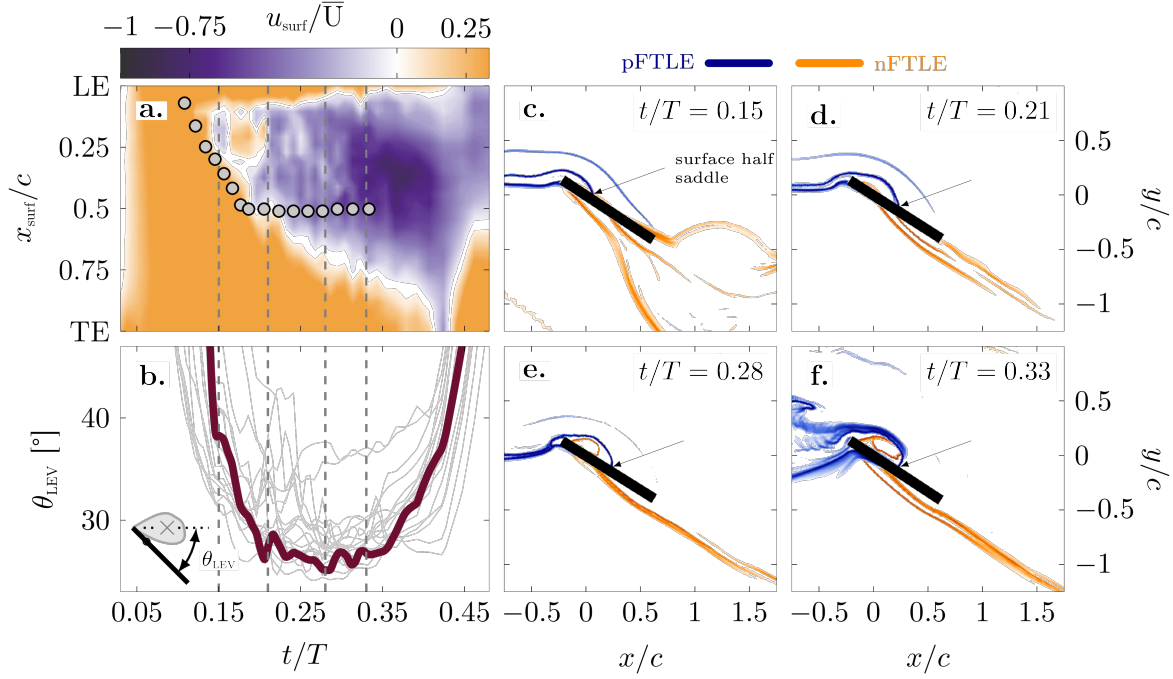 u_surf/U̅
−1 −0.75 0 0.25
pFTLE nFTLE
LE
0.25
0.5
0.75
TE
x_surf/c
a.
c.
t/T = 0.15
surface half
saddle
d.
t/T = 0.21
0.5
0
−0.5
−1
y/c
b.
40
30
θ_LEV [°]
θ_LEV
0.05 0.15 0.25 0.35 0.45
t/T
e.
t/T = 0.28
−0.5 0 0.5 1 1.5
x/c
f.
t/T = 0.33
0.5
0
−0.5
−1
y/c
−0.5 0 0.5 1 1.5
x/c